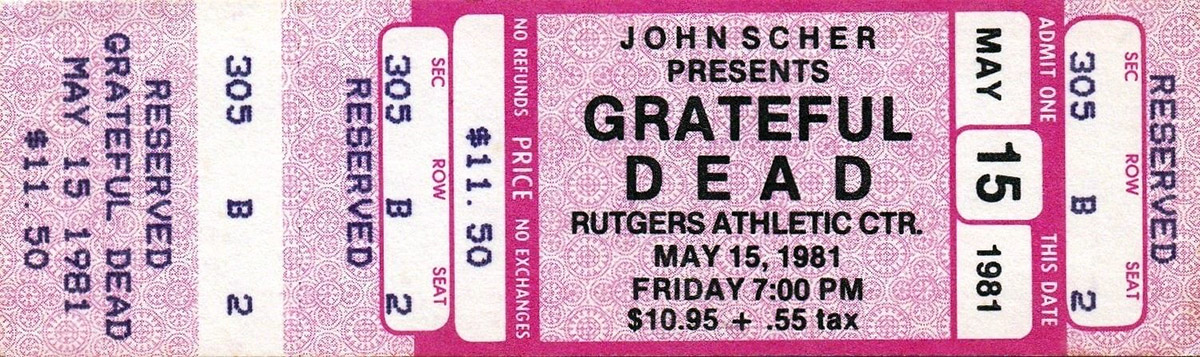 RESERVED
GRATEFUL DEAD
MAY 15 1981
$11.50
305 B 2
SEC ROW SEAT
305 B 2
RESERVED
$11.50
NO REFUNDS PRICE NO EXCHANGES
JOHN SCHER
PRESENTS
GRATEFUL
DEAD
RUTGERS ATHLETIC CTR.
MAY 15, 1981
FRIDAY 7:00 PM
$10.95 + .55 tax
MAY 15 1981
ADMIT ONE THIS DATE
SEC ROW SEAT
305 B 2
RESERVED